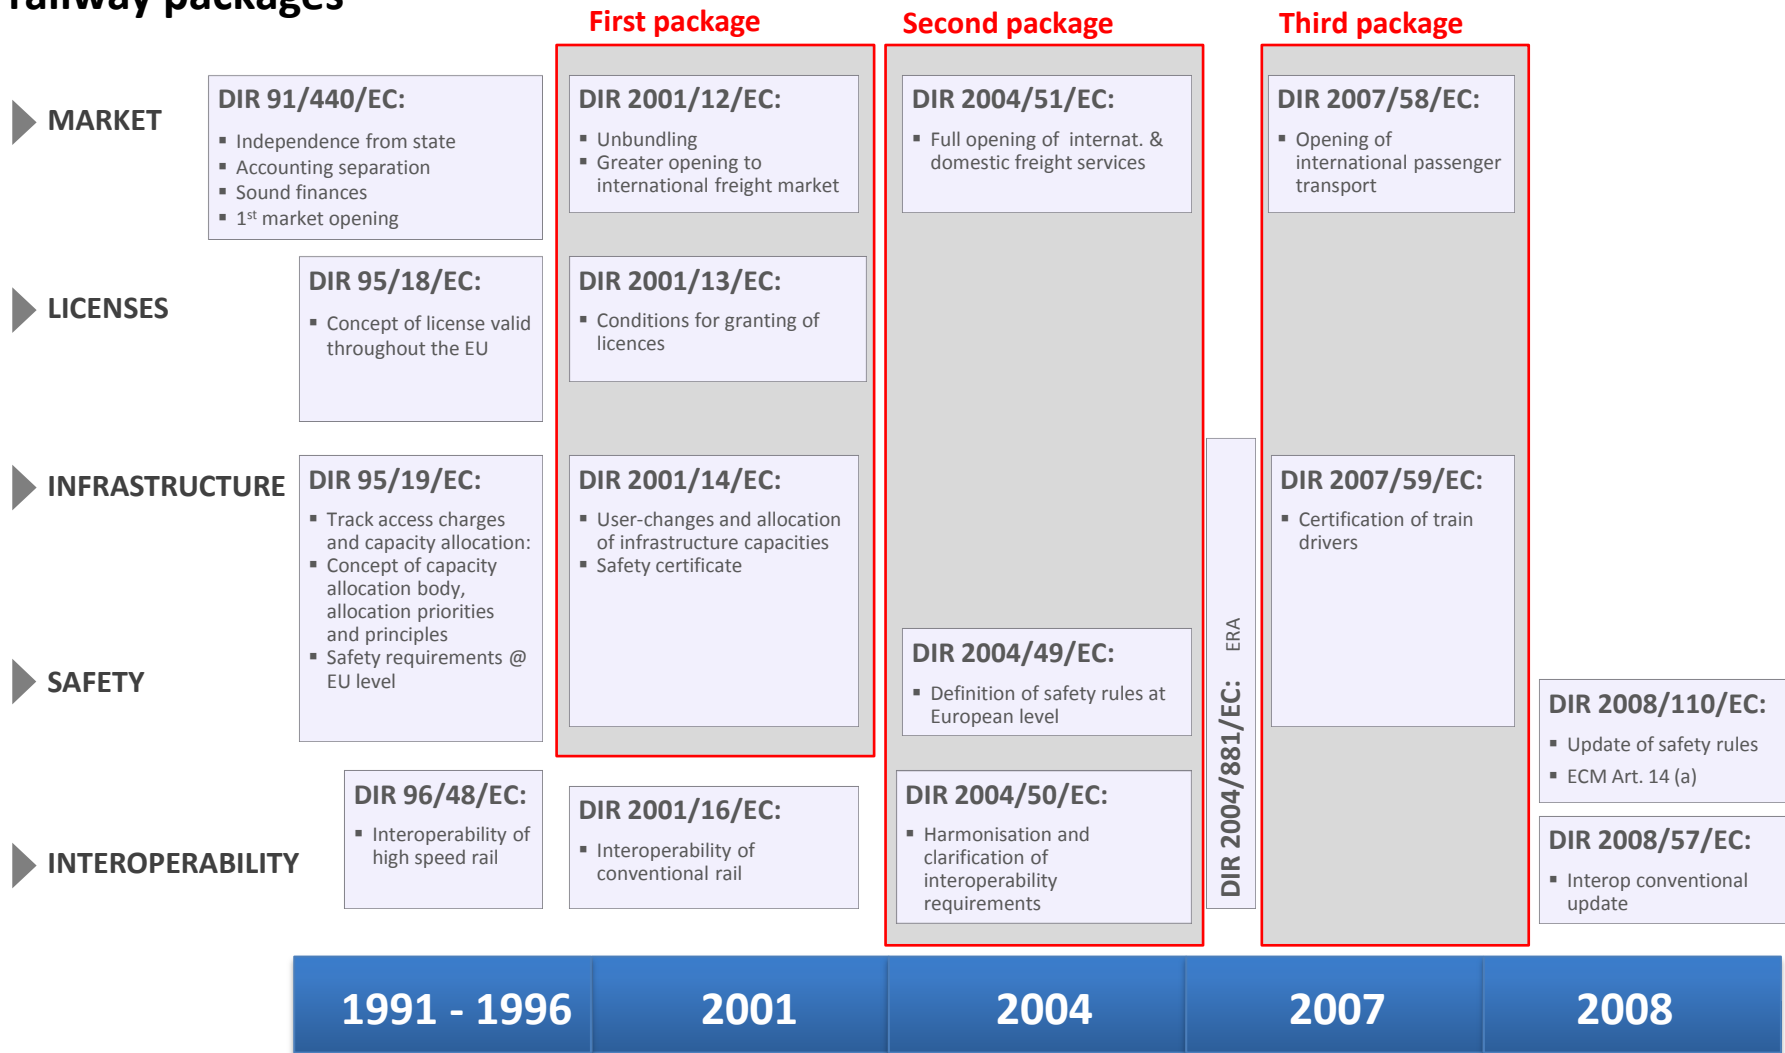 railway packages
First package
Second package
Third package
MARKET
DIR 91/440/EC:
▪ Independence from state
▪ Accounting separation
▪ Sound finances
▪ 1st market opening
DIR 2001/12/EC:
▪ Unbundling
▪ Greater opening to
international freight market
DIR 2004/51/EC:
▪ Full opening of internat. &
domestic freight services
DIR 2007/58/EC:
▪ Opening of
international passenger
transport
LICENSES
DIR 95/18/EC:
▪ Concept of license valid
throughout the EU
DIR 2001/13/EC:
▪ Conditions for granting of
licences
INFRASTRUCTURE
DIR 95/19/EC:
▪ Track access charges
and capacity allocation:
▪ Concept of capacity
allocation body,
allocation priorities
and principles
▪ Safety requirements @
EU level
DIR 2001/14/EC:
▪ User-changes and allocation
of infrastructure capacities
▪ Safety certificate
DIR 2007/59/EC:
▪ Certification of train
drivers
SAFETY
DIR 2004/49/EC:
▪ Definition of safety rules at
European level
DIR 2004/881/EC: ERA
DIR 2008/110/EC:
▪ Update of safety rules
▪ ECM Art. 14 (a)
INTEROPERABILITY
DIR 96/48/EC:
▪ Interoperability of
high speed rail
DIR 2001/16/EC:
▪ Interoperability of
conventional rail
DIR 2004/50/EC:
▪ Harmonisation and
clarification of
interoperability
requirements
DIR 2008/57/EC:
▪ Interop conventional
update
1991 - 1996
2001
2004
2007
2008